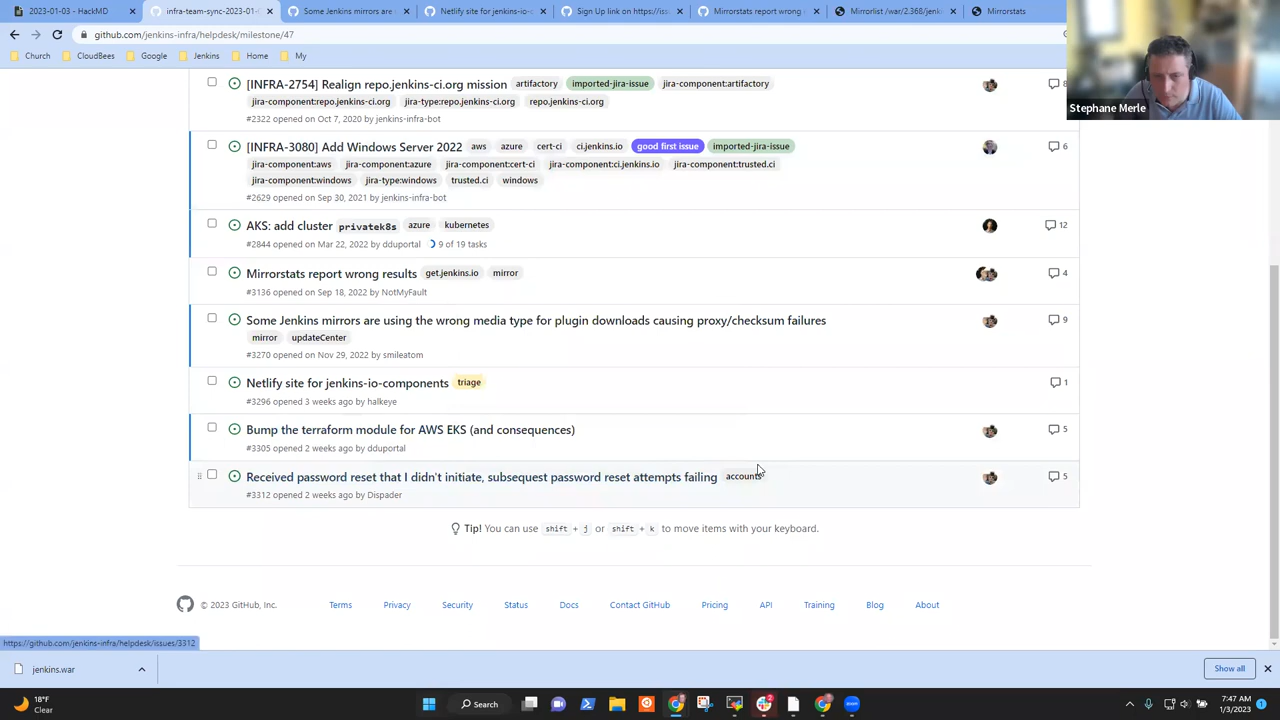 2023-01-03 - HackMD
infra-team-sync-2023-01-
Some Jenkins mirrors are
Netlify site for jenkins-io-c
Sign Up link on https://iss
Mirrorstats report wrong
Mirrorlist /war/2.368/jenk
Mirrorstats
github.com/jenkins-infra/helpdesk/milestone/47
Church
CloudBees
Google
Jenkins
Home
My
Stephane Merle
[INFRA-2754] Realign repo.jenkins-ci.org mission artifactory imported-jira-issue jira-component:artifactory
jira-component:repo.jenkins-ci.org jira-type:repo.jenkins-ci.org repo.jenkins-ci.org
#2322 opened on Oct 7, 2020 by jenkins-infra-bot
[INFRA-3080] Add Windows Server 2022 aws azure cert-ci ci.jenkins.io good first issue imported-jira-issue 6
jira-component:aws jira-component:azure jira-component:cert-ci jira-component:ci.jenkins.io jira-component:trusted.ci
jira-component:windows jira-type:windows trusted.ci windows
#2629 opened on Sep 30, 2021 by jenkins-infra-bot
AKS: add cluster privatek8s azure kubernetes 12
#2844 opened on Mar 22, 2022 by dduportal 9 of 19 tasks
Mirrorstats report wrong results get.jenkins.io mirror 4
#3136 opened on Sep 18, 2022 by NotMyFault
Some Jenkins mirrors are using the wrong media type for plugin downloads causing proxy/checksum failures 9
mirror updateCenter
#3270 opened on Nov 29, 2022 by smileatom
Netlify site for jenkins-io-components triage 1
#3296 opened 3 weeks ago by halkeye
Bump the terraform module for AWS EKS (and consequences) 5
#3305 opened 2 weeks ago by dduportal
Received password reset that I didn't initiate, subsequent password reset attempts failing accounts 5
#3312 opened 2 weeks ago by Dispader
Tip! You can use shift + j or shift + k to move items with your keyboard.
© 2023 GitHub, Inc.
Terms
Privacy
Security
Status
Docs
Contact GitHub
Pricing
API
Training
Blog
About
https://github.com/jenkins-infra/helpdesk/issues/3312
jenkins.war
Show all
18°F
Clear
Search
7:47 AM
1/3/2023